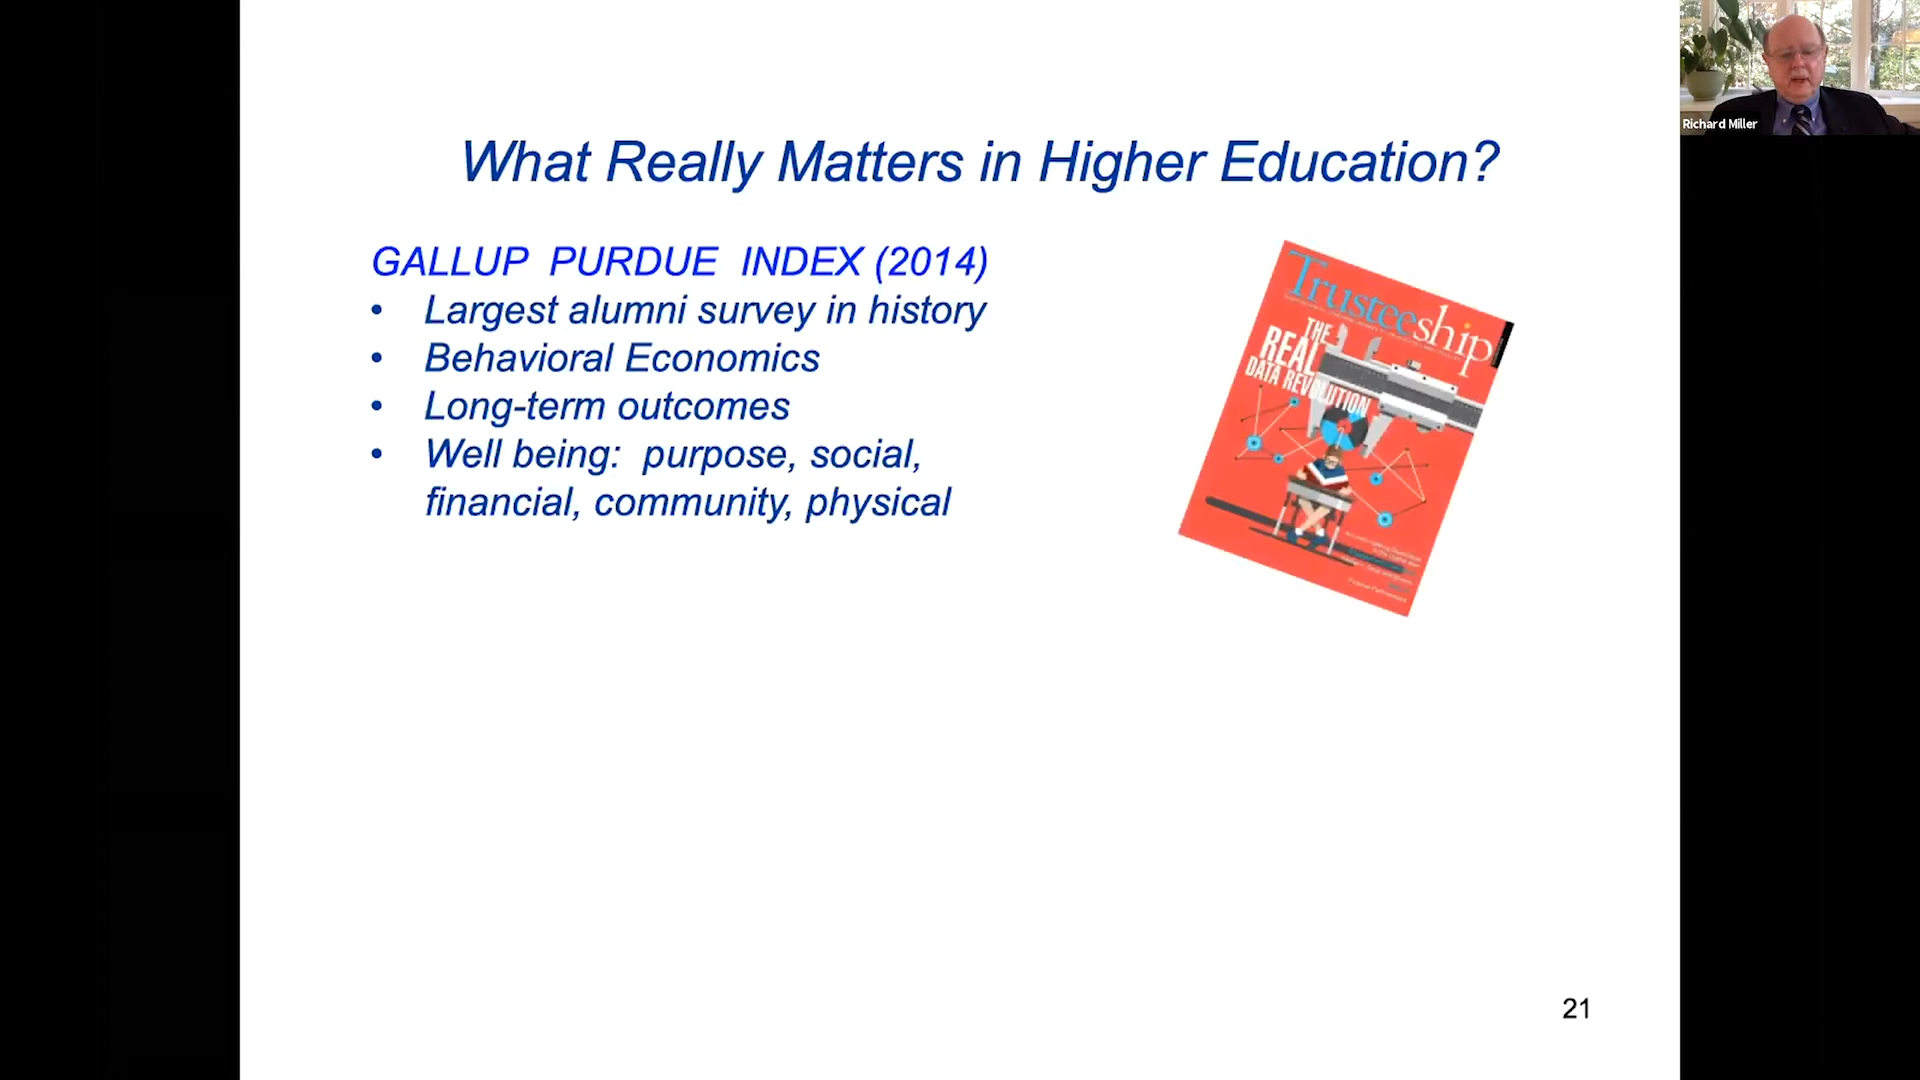 What Really Matters in Higher Education?
Richard Miller
GALLUP PURDUE INDEX (2014)
• Largest alumni survey in history
• Behavioral Economics
• Long-term outcomes
• Well being: purpose, social,
financial, community, physical
Trusteeship
THE
REAL
DATA REVOLUTION
21